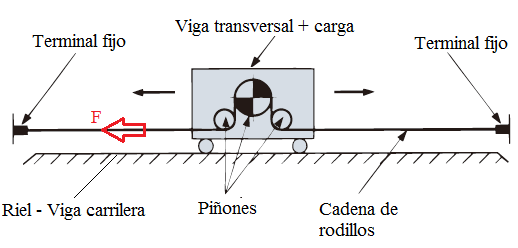 Viga transversal + carga
Terminal fijo
Terminal fijo
F
Riel - Viga carrilera
Piñones
Cadena de
rodillos